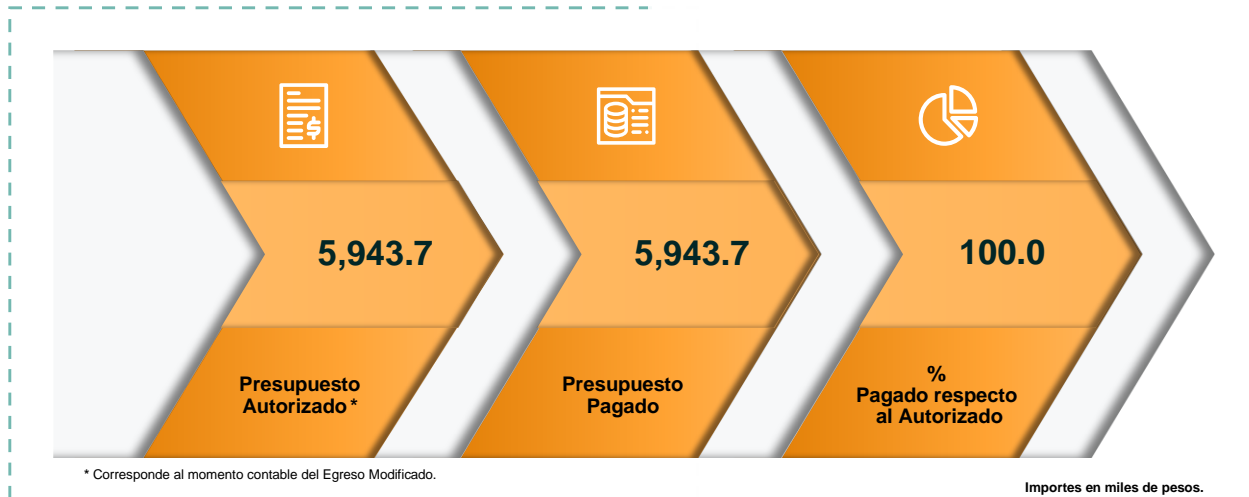 5,943.7
Presupuesto
Autorizado *
5,943.7
Presupuesto
Pagado
100.0
%
Pagado respecto
al Autorizado
* Corresponde al momento contable del Egreso Modificado.
Importes en miles de pesos.